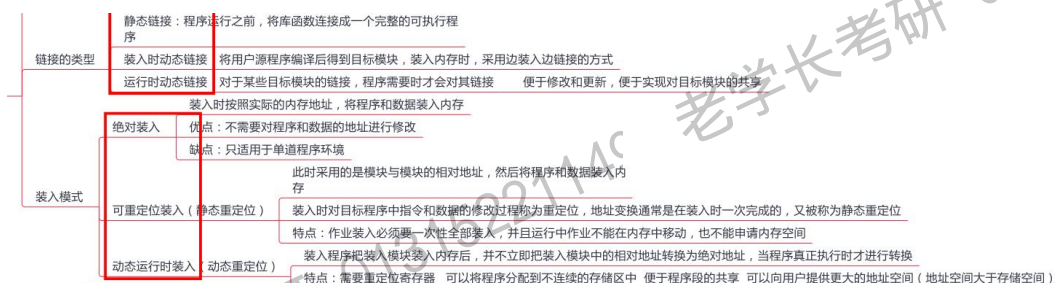 静态链接：程序运行之前，将库函数连接成一个完整的可执行程
序
链接的类型
装入时动态链接
将用户源程序编译后得到目标模块，装入内存时，采用边装入边链接的方式
运行时动态链接
对于某些目标模块的链接，程序需要时才会对其链接
便于修改和更新，便于实现对目标模块的共享
装入时按照实际的内存地址，将程序和数据装入内存
绝对装入
优点：不需要对程序和数据的地址进行修改
缺点：只适用于单道程序环境
此时采用的是模块与模块的相对地址，然后将程序和数据装入内
存
装入模式
可重定位装入（静态重定位）
装入时对目标程序中指令和数据的修改过程称为重定位，地址变换通常是在装入时一次完成的，又被称为静态重定位
特点：作业装入必须要一次性全部装入，并且运行中作业不能在内存中移动，也不能申请内存空间
动态运行时装入（动态重定位）
装入程序把装入模块装入内存后，并不立即把装入模块中的相对地址转换为绝对地址，当程序真正执行时才进行转换
特点：需要重定位寄存器 可以将程序分配到不连续的存储区中 便于程序段的共享 可以向用户提供更大的地址空间（地址空间大于存储空间）
老学长考研